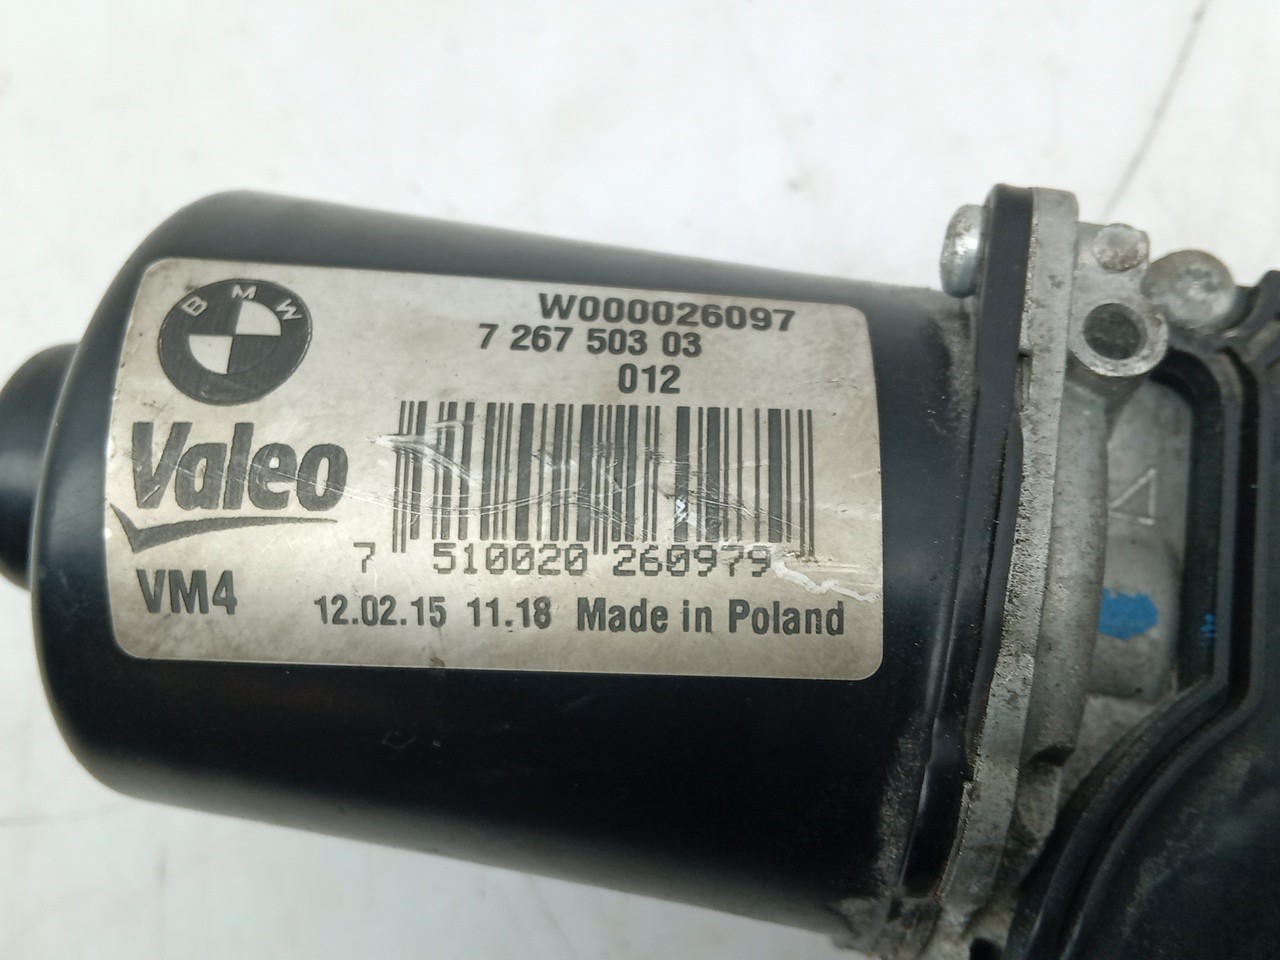 BMW
W000026097
7 267 503 03
012
Valeo
7 510020 260979
VM4
12.02.15 11.18 Made in Poland